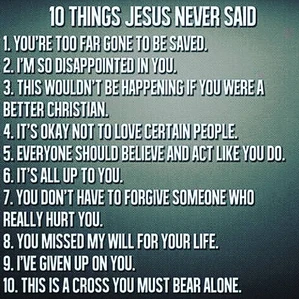 10 THINGS JESUS NEVER SAID
1. YOU'RE TOO FAR GONE TO BE SAVED.
2. I'M SO DISAPPOINTED IN YOU.
3. THIS WOULDN'T BE HAPPENING IF YOU WERE A
BETTER CHRISTIAN.
4. IT'S OKAY NOT TO LOVE CERTAIN PEOPLE.
5. EVERYONE SHOULD BELIEVE AND ACT LIKE YOU DO.
6. IT'S ALL UP TO YOU.
7. YOU DON'T HAVE TO FORGIVE SOMEONE WHO
REALLY HURT YOU.
8. YOU MISSED MY WILL FOR YOUR LIFE.
9. I'VE GIVEN UP ON YOU.
10. THIS IS A CROSS YOU MUST BEAR ALONE.